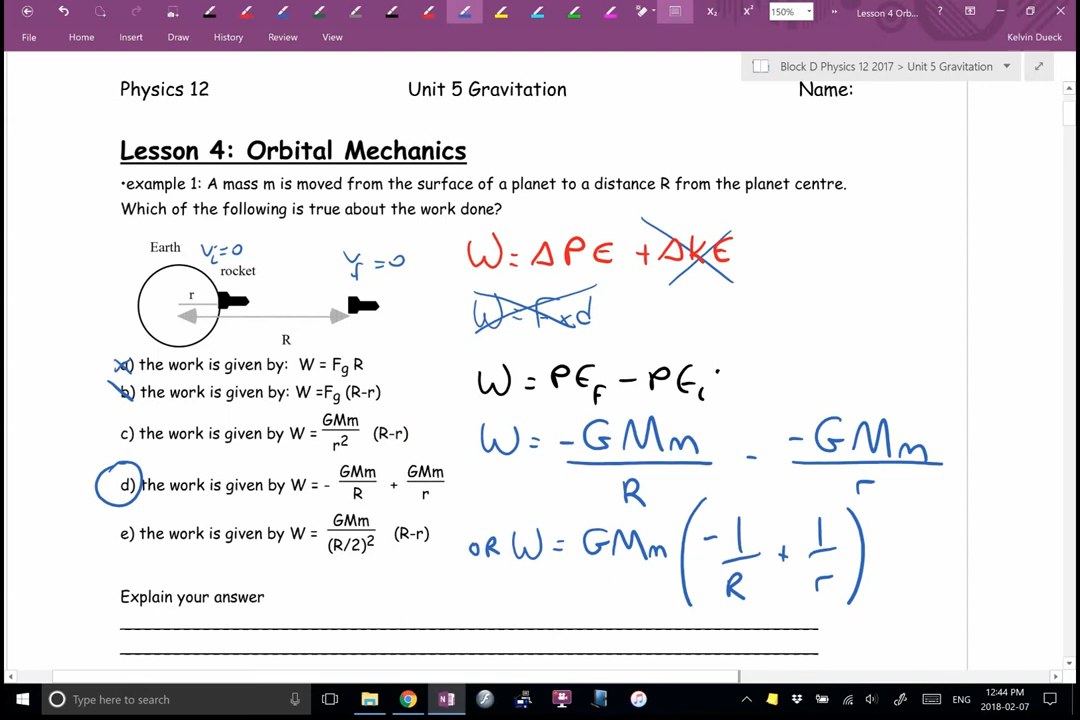 150%
Lesson 4 Orb...
File Home Insert Draw History Review View
Kelvin Dueck
Block D Physics 12 2017 > Unit 5 Gravitation
Physics 12 Unit 5 Gravitation Name:
Lesson 4: Orbital Mechanics
•example 1: A mass m is moved from the surface of a planet to a distance R from the planet centre.
Which of the following is true about the work done?
Earth
Vi=0
rocket
Vf=0
r
R
W= ΔPE + ΔKE
W= Fxd
a) the work is given by: W = Fg R
b) the work is given by: W =Fg (R-r)
c) the work is given by W = GMm/r² (R-r)
d) the work is given by W = - GMm/R + GMm/r
e) the work is given by W = GMm/(R/2)² (R-r)
W = PEf - PEi
W = -GMm/R - -GMm/r
OR W = GMm (-1/R + 1/r)
Explain your answer
Type here to search
ENG
12:44 PM
2018-02-07